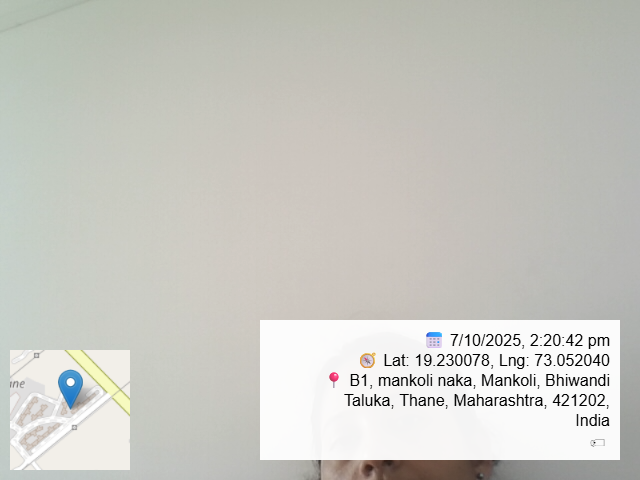 7/10/2025, 2:20:42 pm
Lat: 19.230078, Lng: 73.052040
B1, mankoli naka, Mankoli, Bhiwandi
Taluka, Thane, Maharashtra, 421202,
India
ane